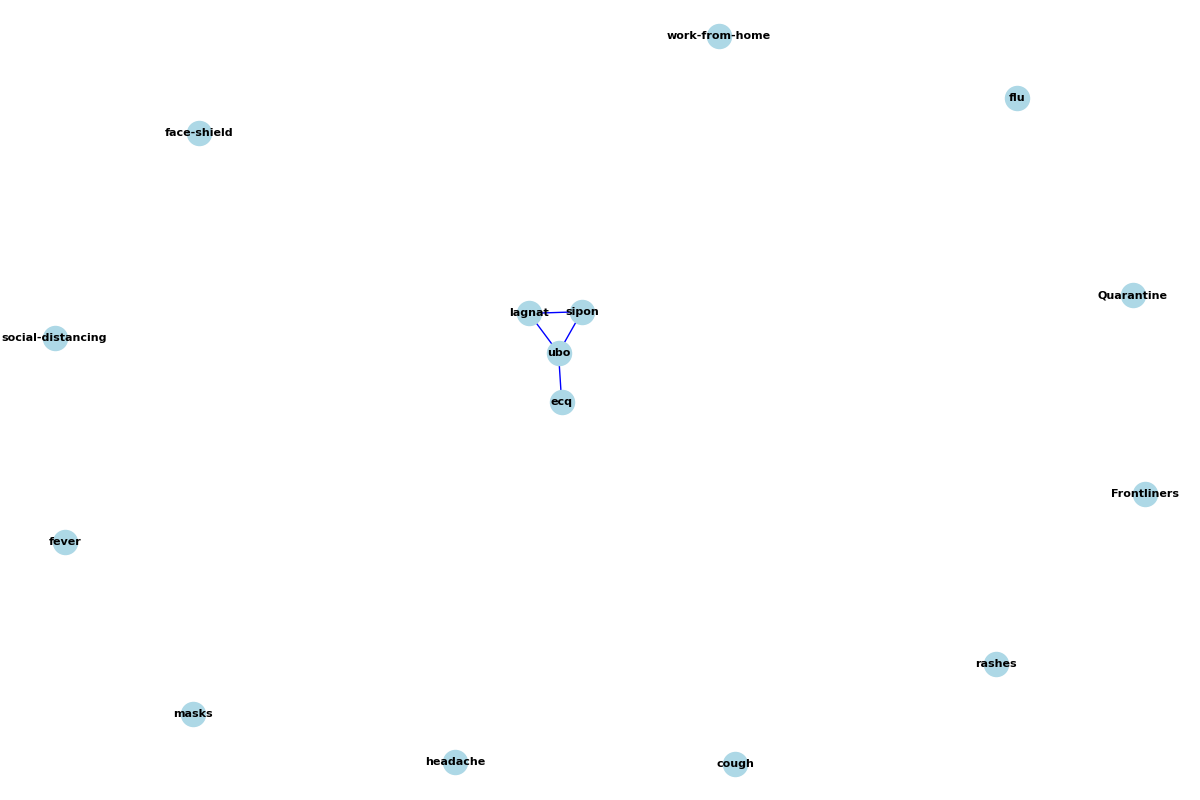 work-from-home
flu
face-shield
Quarantine
lagnat
sipon
social-distancing
ubo
ecq
Frontliners
fever
rashes
masks
headache
cough